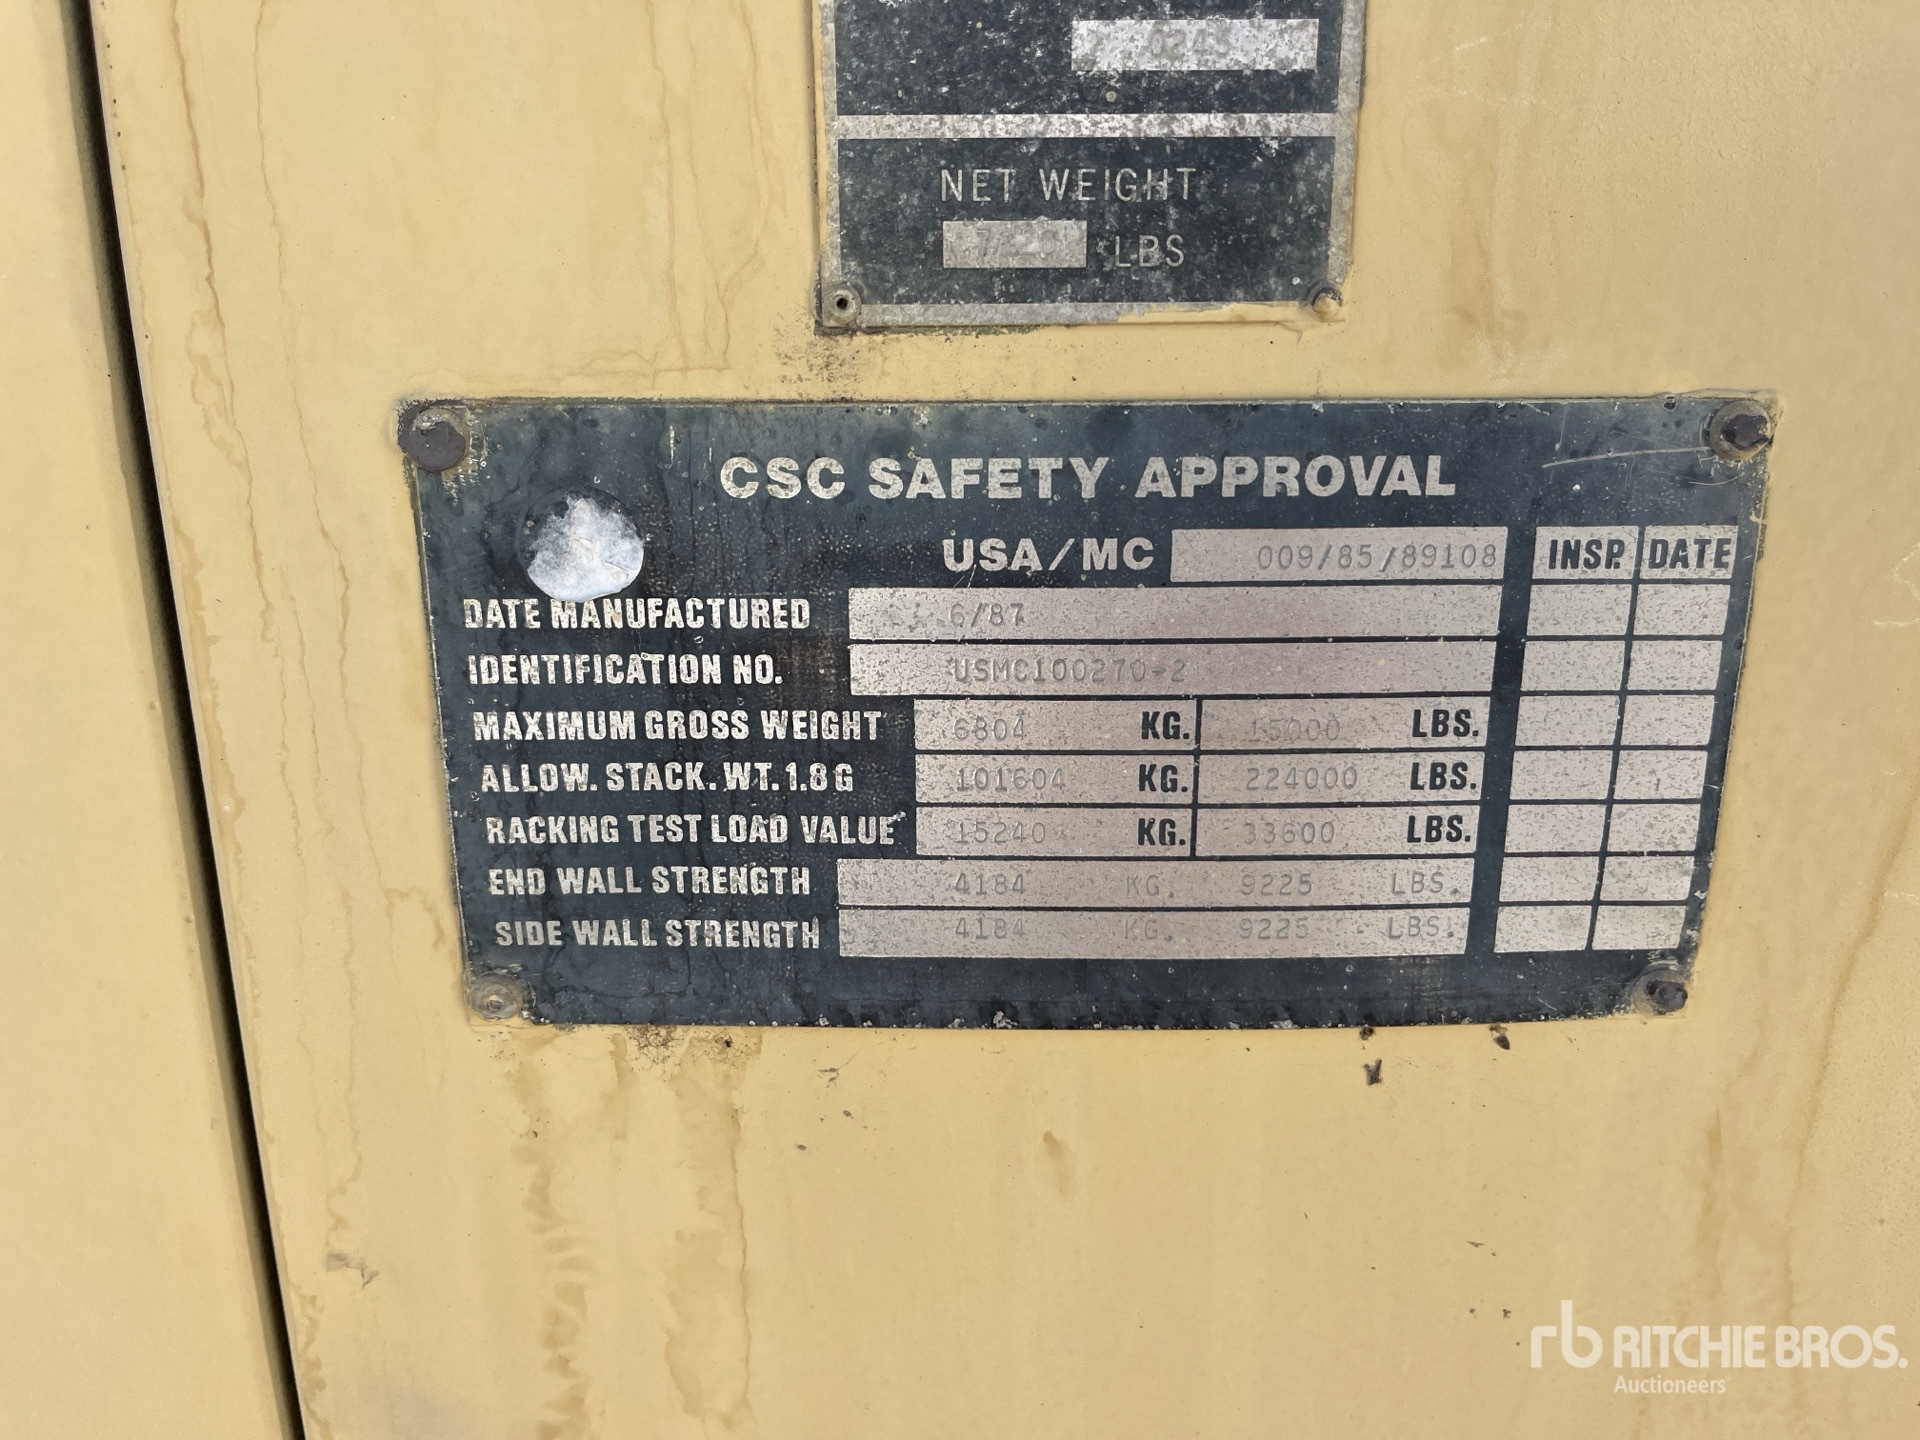 0243
NET WEIGHT
LBS
CSC SAFETY APPROVAL
USA/MC 009/85/89108 INSP. DATE
DATE MANUFACTURED 6/87
IDENTIFICATION NO. USMC100270-2
MAXIMUM GROSS WEIGHT 6804 KG. 15000 LBS.
ALLOW. STACK. WT. 1.8 G 101604 KG. 224000 LBS.
RACKING TEST LOAD VALUE 15240 KG. 33600 LBS.
END WALL STRENGTH 4184 KG. 9225 LBS.
SIDE WALL STRENGTH 4184 KG. 9225 LBS.
rb RITCHIE BROS.
Auctioneers